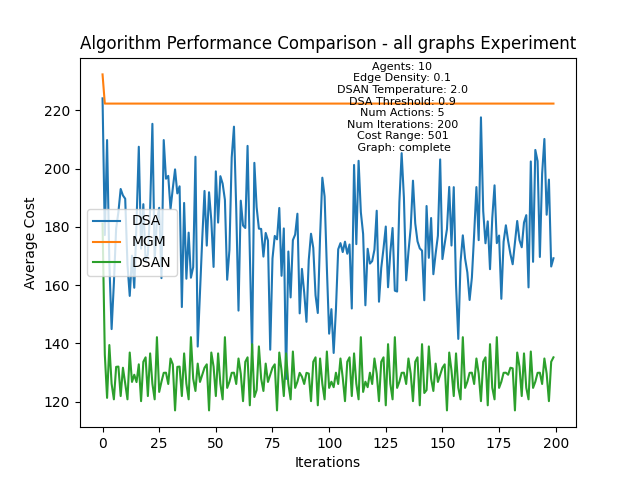 Algorithm Performance Comparison - all graphs Experiment
Agents: 10
Edge Density: 0.1
DSAN Temperature: 2.0
DSA Threshold: 0.9
Num Actions: 5
Num Iterations: 200
Cost Range: 501
Graph: complete
Average Cost
220
200
180
160
140
120
DSA
MGM
DSAN
0
25
50
75
100
125
150
175
200
Iterations